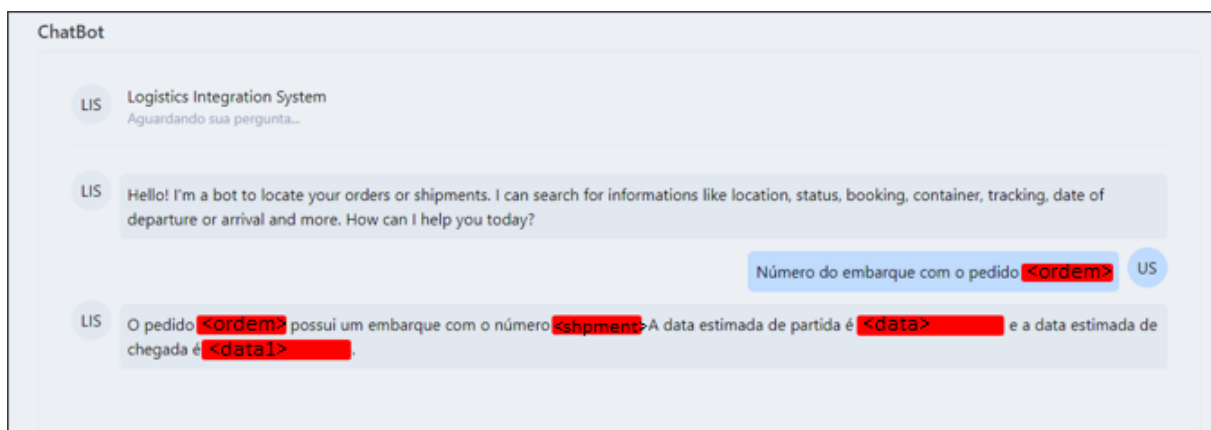 ChatBot
LIS
Logistics Integration System
Aguardando sua pergunta...
LIS
Hello! I'm a bot to locate your orders or shipments. I can search for informations like location, status, booking, container, tracking, date of
departure or arrival and more. How can I help you today?
Número do embarque com o pedido <ordem>
US
LIS
O pedido <ordem> possui um embarque com o número <shpment>A data estimada de partida é <data> e a data estimada de
chegada é <data1>.